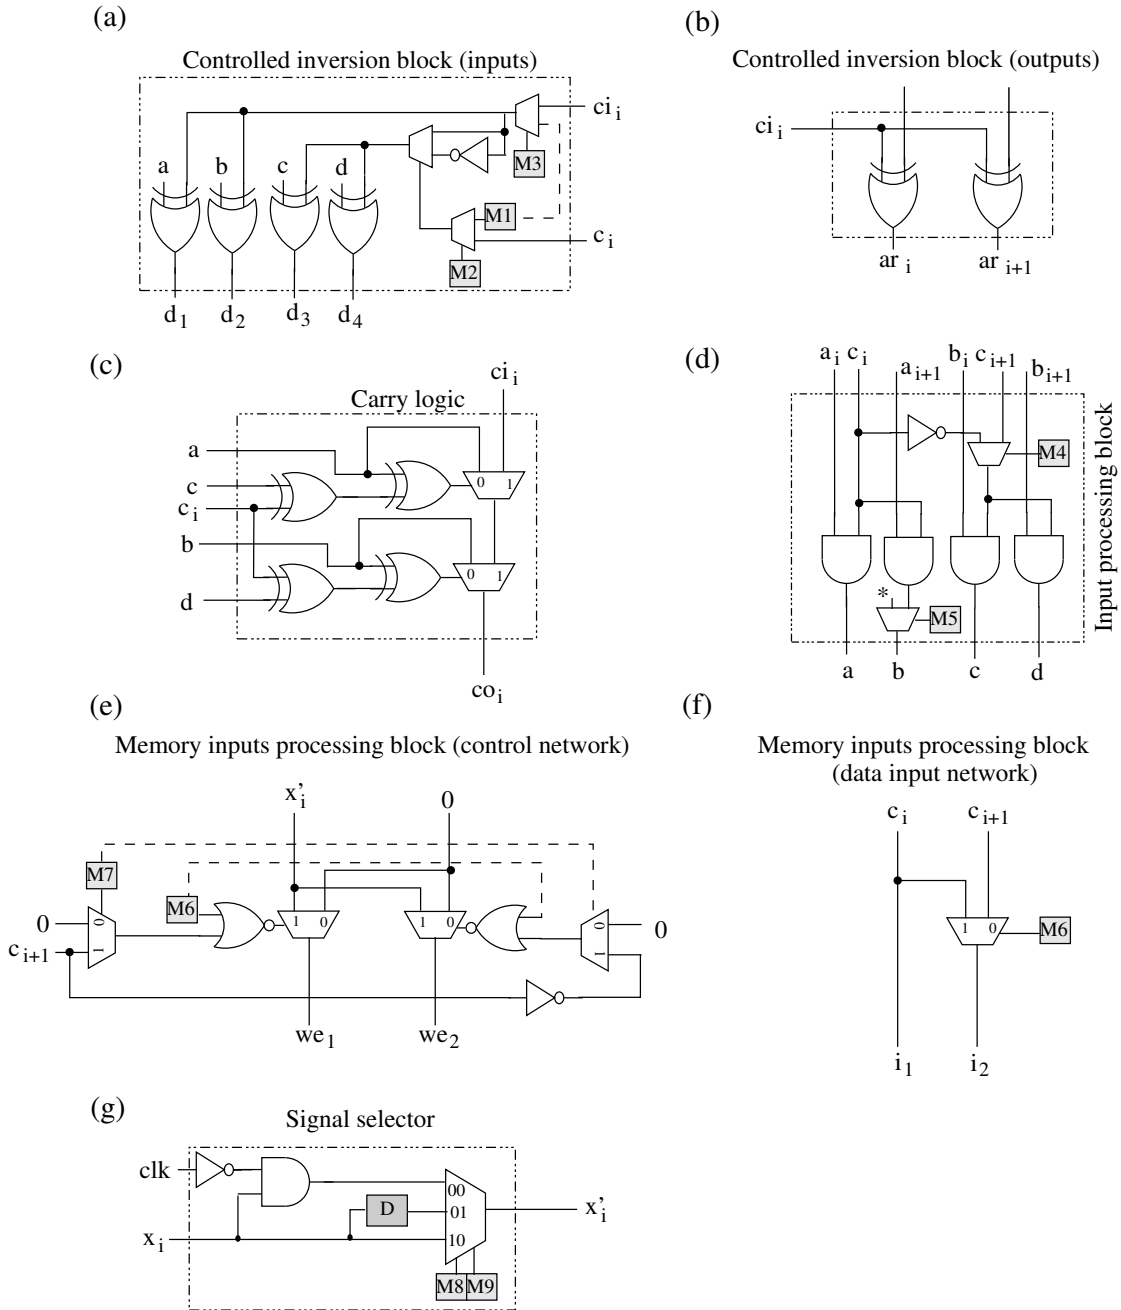 (a)
Controlled inversion block (inputs)
ci i
a b c d
M3
M1
c i
M2
d 1 d 2 d 3 d 4
(b)
Controlled inversion block (outputs)
ci i
ar i ar i+1
(c)
ci i
Carry logic
a
c
c i
0 1
b
0 1
d
co i
(d)
a i c i a i+1 b i c i+1 b i+1
M4
Input processing block
*
M5
a b c d
(e)
Memory inputs processing block (control network)
x' i 0
M7
M6
0 0
1 0 1 0
0 0
c i+1
1 1
we 1 we 2
(f)
Memory inputs processing block
(data input network)
c i c i+1
1 0
M6
i 1 i 2
(g)
Signal selector
clk
00
D
01
x' i
x i
10
M8 M9